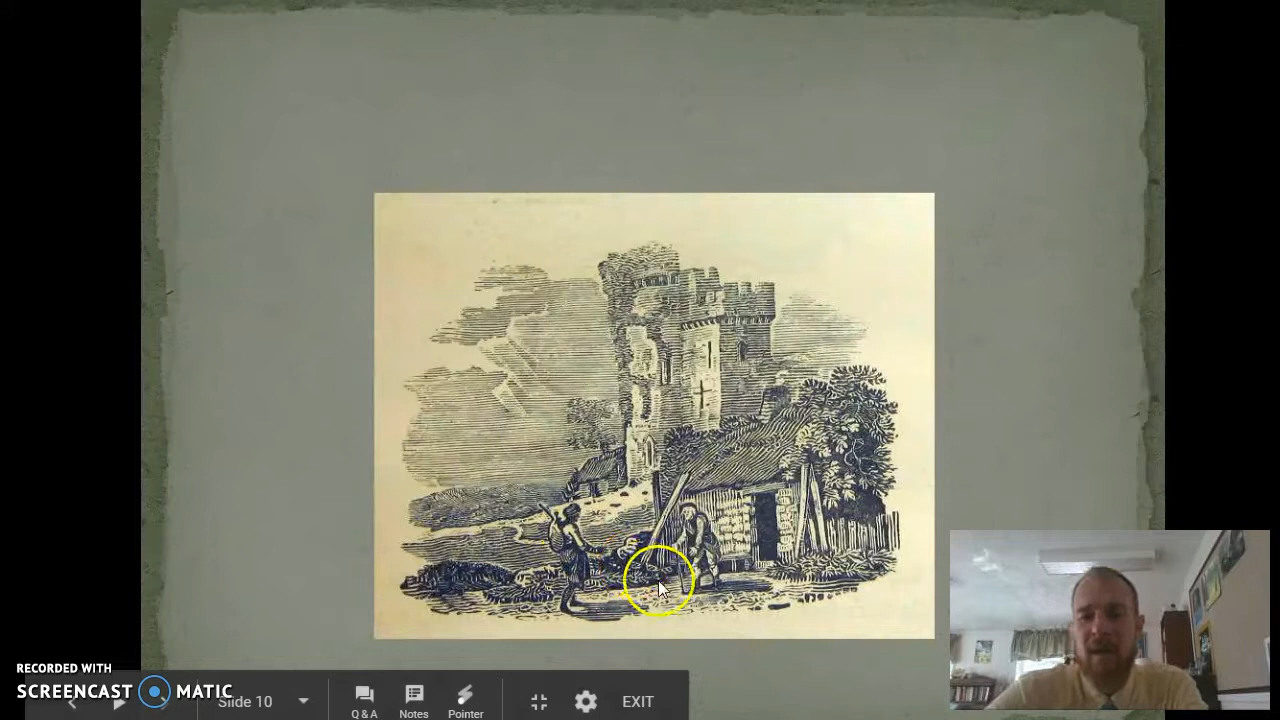 RECORDED WITH
SCREENCAST MATIC
Slide 10
Q & A
Notes
Pointer
EXIT